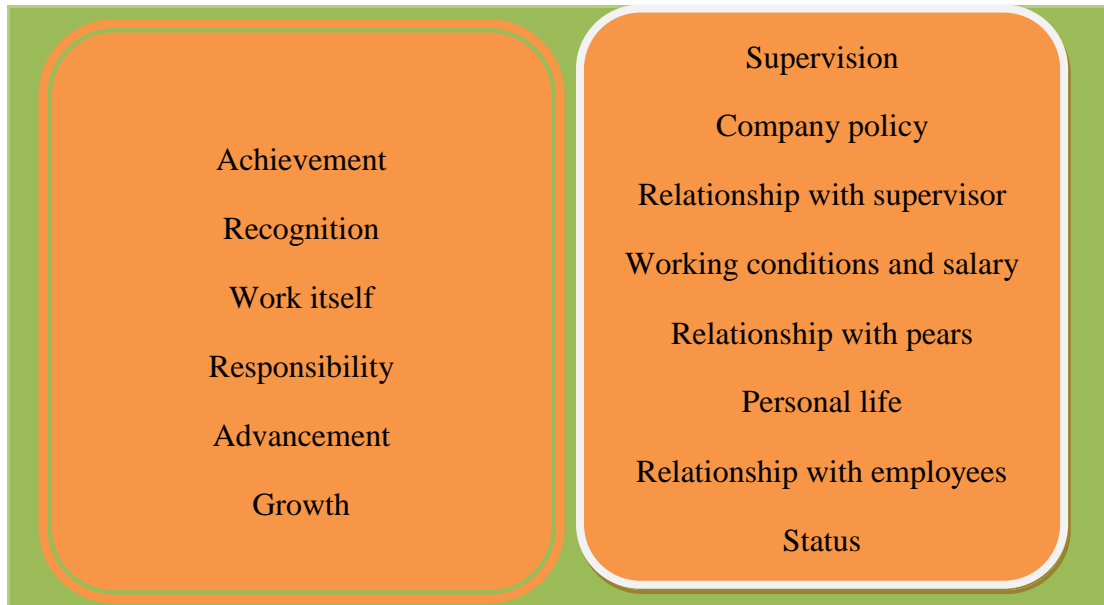 Achievement
Recognition
Work itself
Responsibility
Advancement
Growth
Supervision
Company policy
Relationship with supervisor
Working conditions and salary
Relationship with pears
Personal life
Relationship with employees
Status